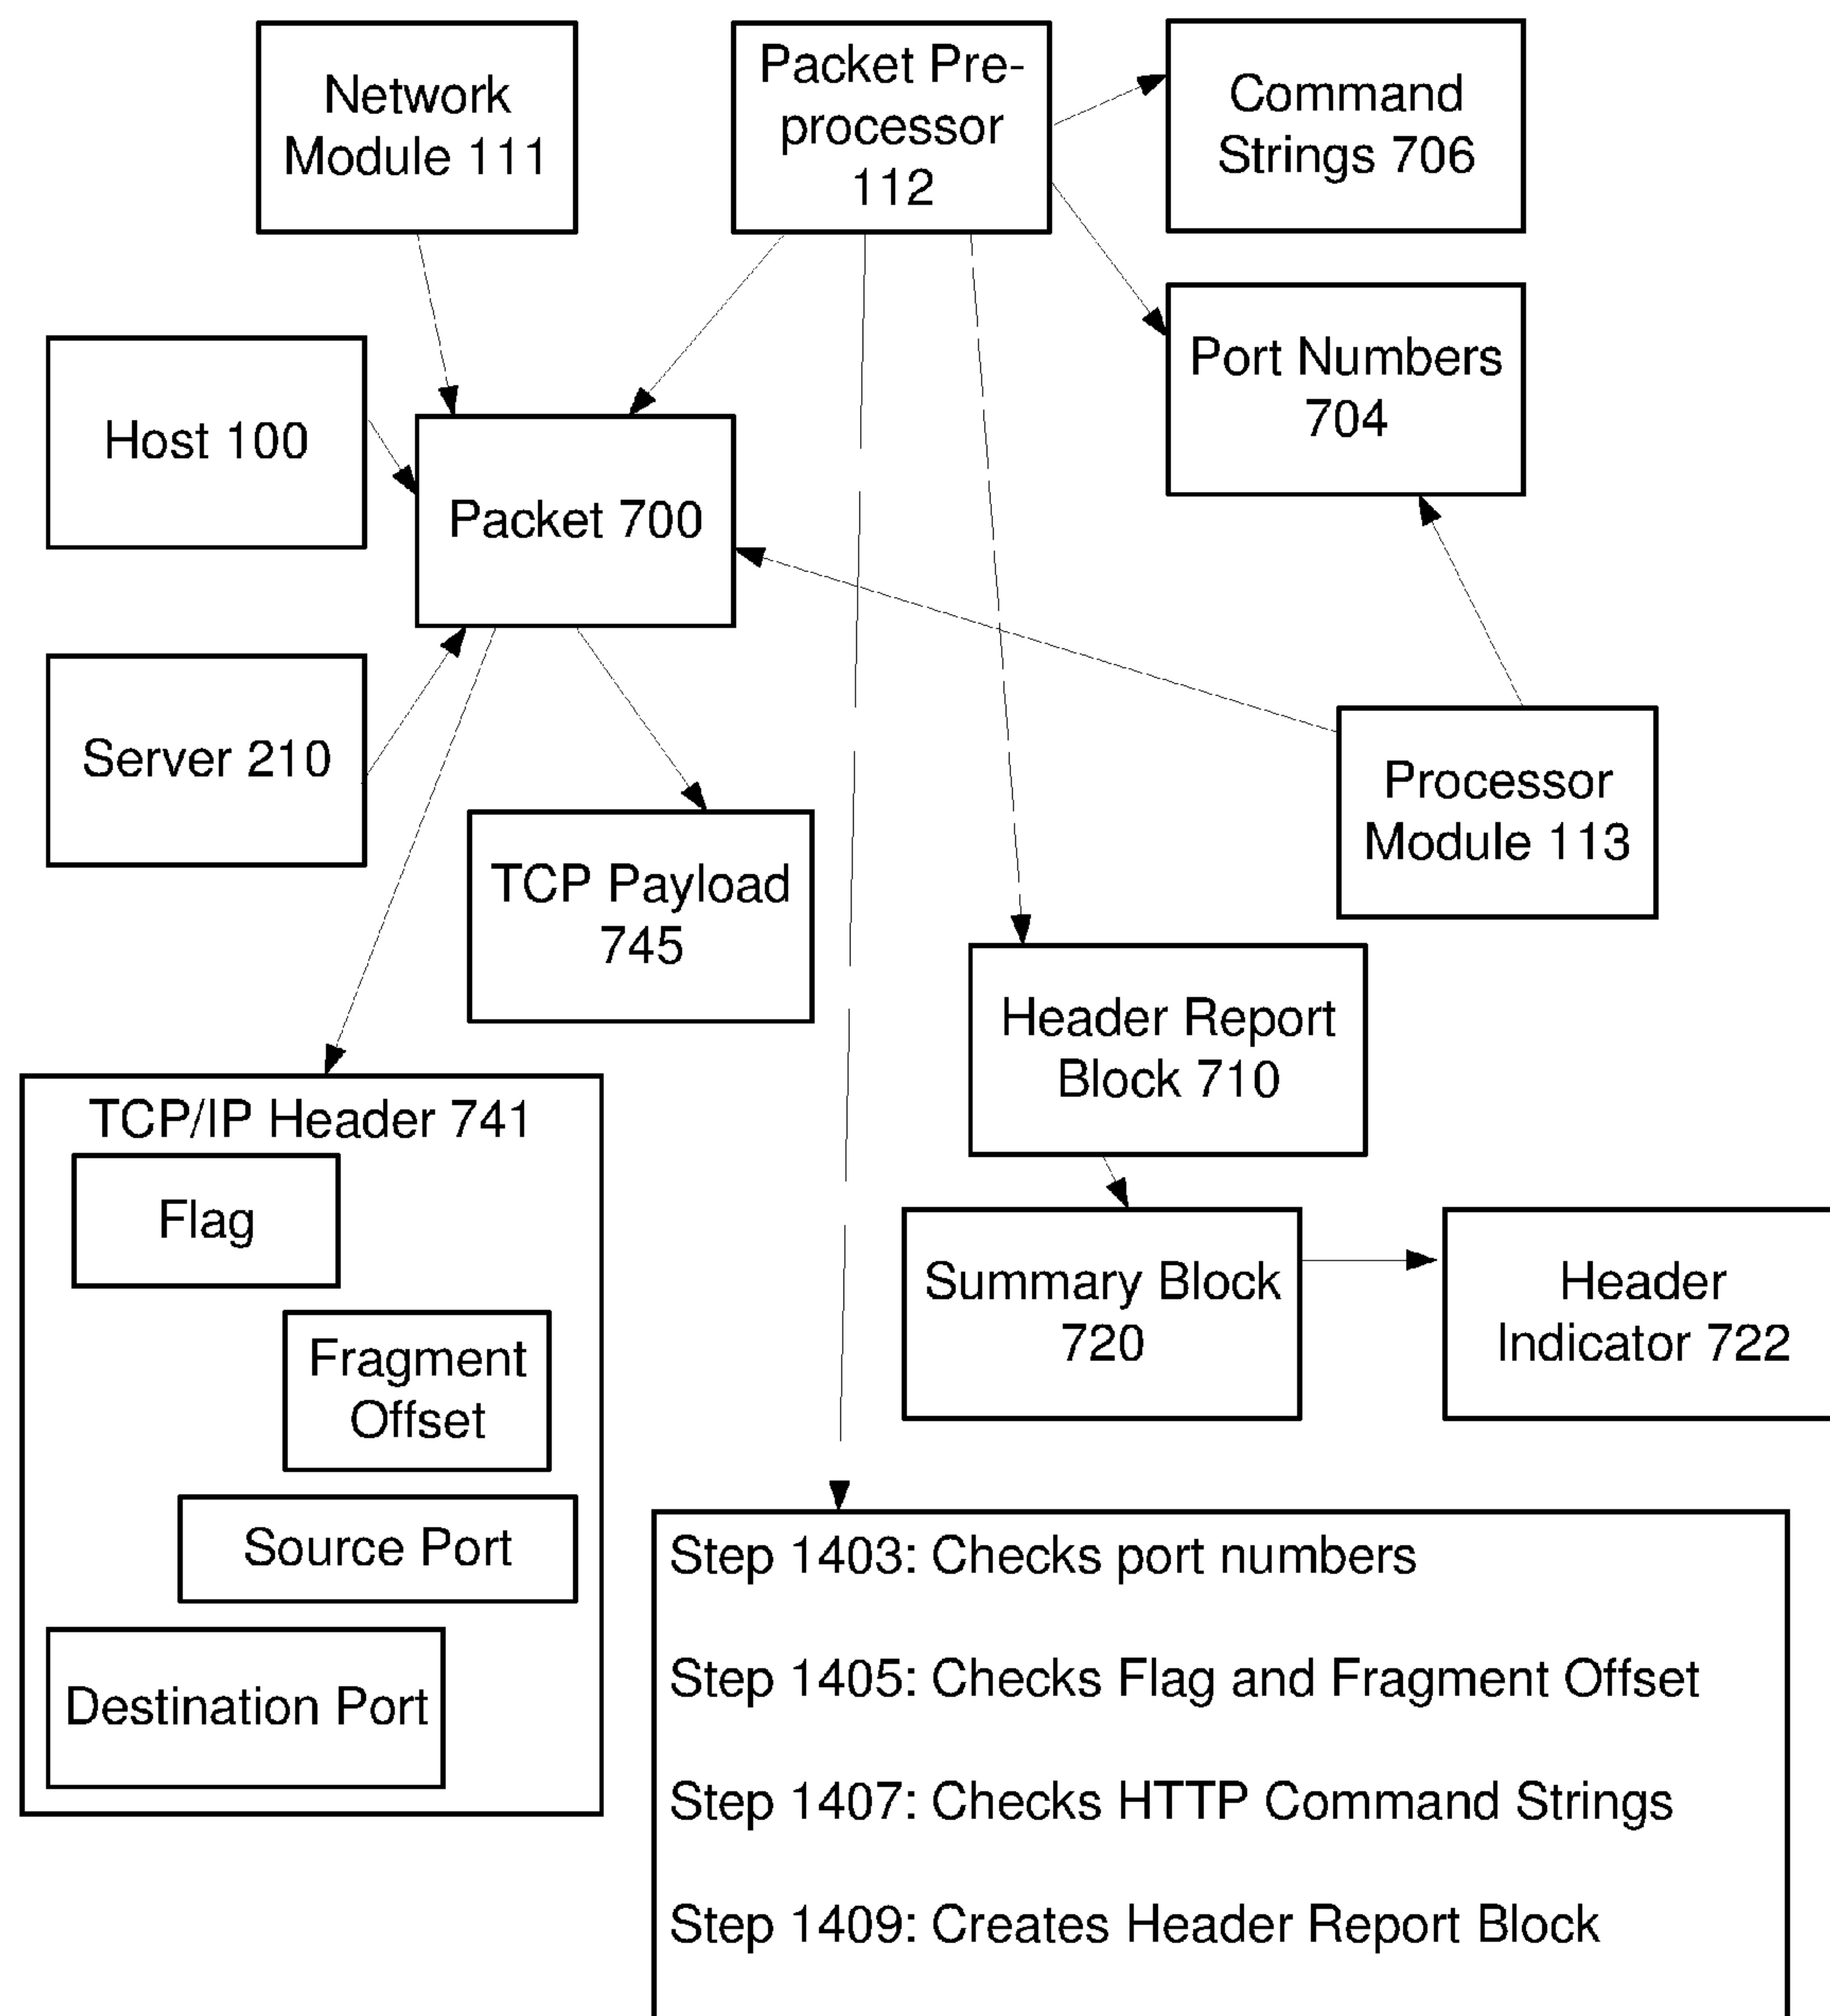 Network
Module 111
Packet Pre-
processor
112
Command
Strings 706
Port Numbers
704
Host 100
Packet 700
Server 210
Processor
Module 113
TCP Payload
745
Header Report
Block 710
TCP/IP Header 741
Flag
Fragment
Offset
Source Port
Destination Port
Summary Block
720
Header
Indicator 722
Step 1403: Checks port numbers
Step 1405: Checks Flag and Fragment Offset
Step 1407: Checks HTTP Command Strings
Step 1409: Creates Header Report Block